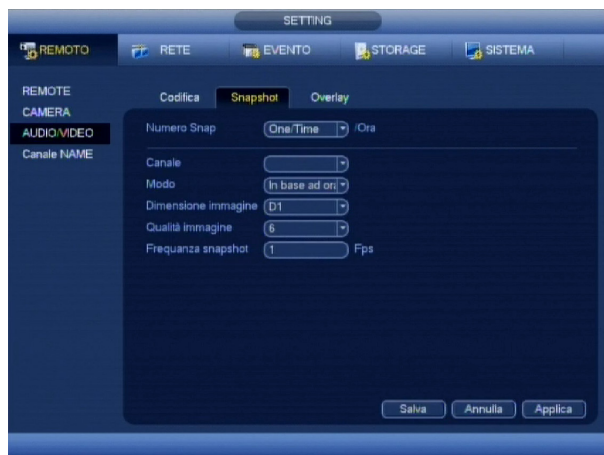 SETTING
REMOTO RETE EVENTO STORAGE SISTEMA
REMOTE
CAMERA
AUDIO/VIDEO
Canale NAME
Codifica Snapshot Overlay
Numero Snap One/Time /Ora
Canale
Modo In base ad ora
Dimensione immagine D1
Qualità immagine 6
Frequanza snapshot 1 Fps
Salva Annulla Applica